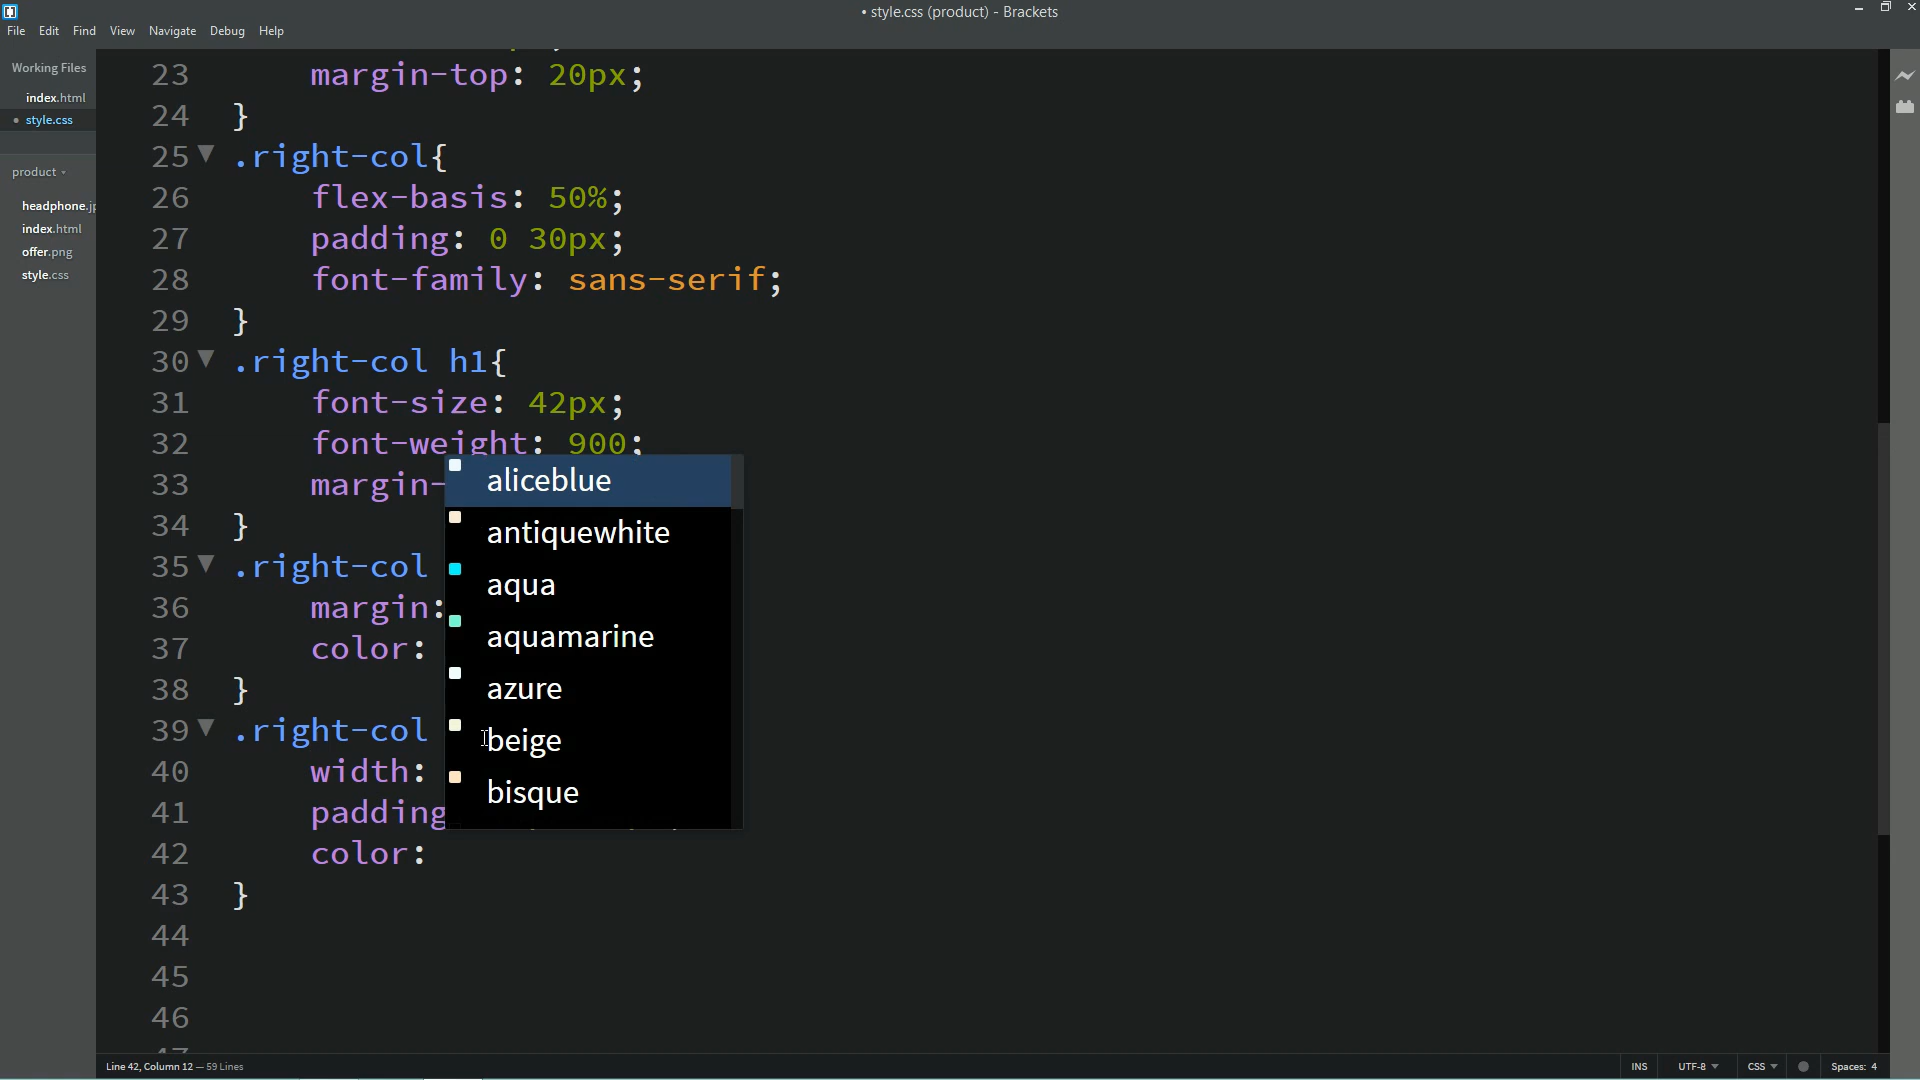 • style.css (product) - Brackets
File Edit Find View Navigate Debug Help
Working Files
index.html
• style.css
product
headphone.jp
index.html
offer.png
style.css
23 margin-top: 20px;
24 }
25 .right-col{
26 flex-basis: 50%;
27 padding: 0 30px;
28 font-family: sans-serif;
29 }
30 .right-col h1{
31 font-size: 42px;
32 font-weight: 900;
33 margin-
34 }
35 .right-col
36 margin:
37 color:
38 }
39 .right-col
40 width:
41 padding
42 color:
43 }
44
45
46
aliceblue
antiquewhite
aqua
aquamarine
azure
beige
bisque
Line 42, Column 12 — 59 Lines
INS UTF-8 CSS Spaces: 4